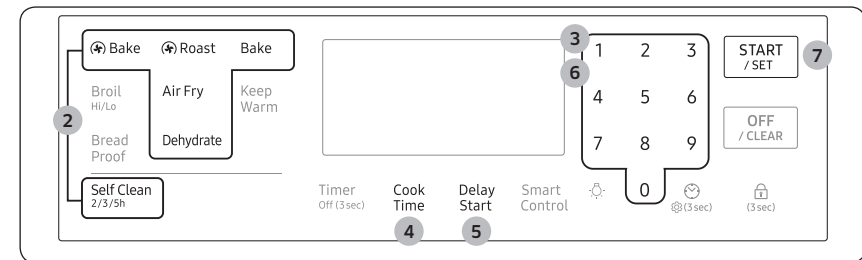 Bake Roast Bake
Broil
Hi/Lo
Air Fry
Keep
Warm
Bread
Proof
Dehydrate
Self Clean
2/3/5h
2
Timer
Off (3 sec)
Cook
Time
Delay
Start
Smart
Control
4
5
3
6
1 2 3
4 5 6
7 8 9
0
(3 sec)
(3 sec)
START
/ SET
7
OFF
/ CLEAR